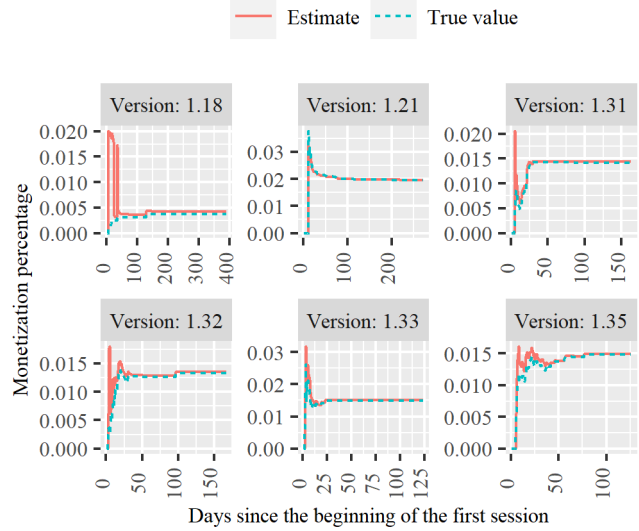 Estimate True value
Monetization percentage
Version: 1.18 Version: 1.21 Version: 1.31
0.020
0.015
0.010
0.005
0.000
0 100 200 300 400
0.03
0.02
0.01
0.00
0 100 200
0.020
0.015
0.010
0.005
0.000
0 50 100 150
Version: 1.32 Version: 1.33 Version: 1.35
0.015
0.010
0.005
0.000
0 50 100 150
0.03
0.02
0.01
0.00
0 25 50 75 100 125
0.015
0.010
0.005
0.000
0 50 100
Days since the beginning of the first session